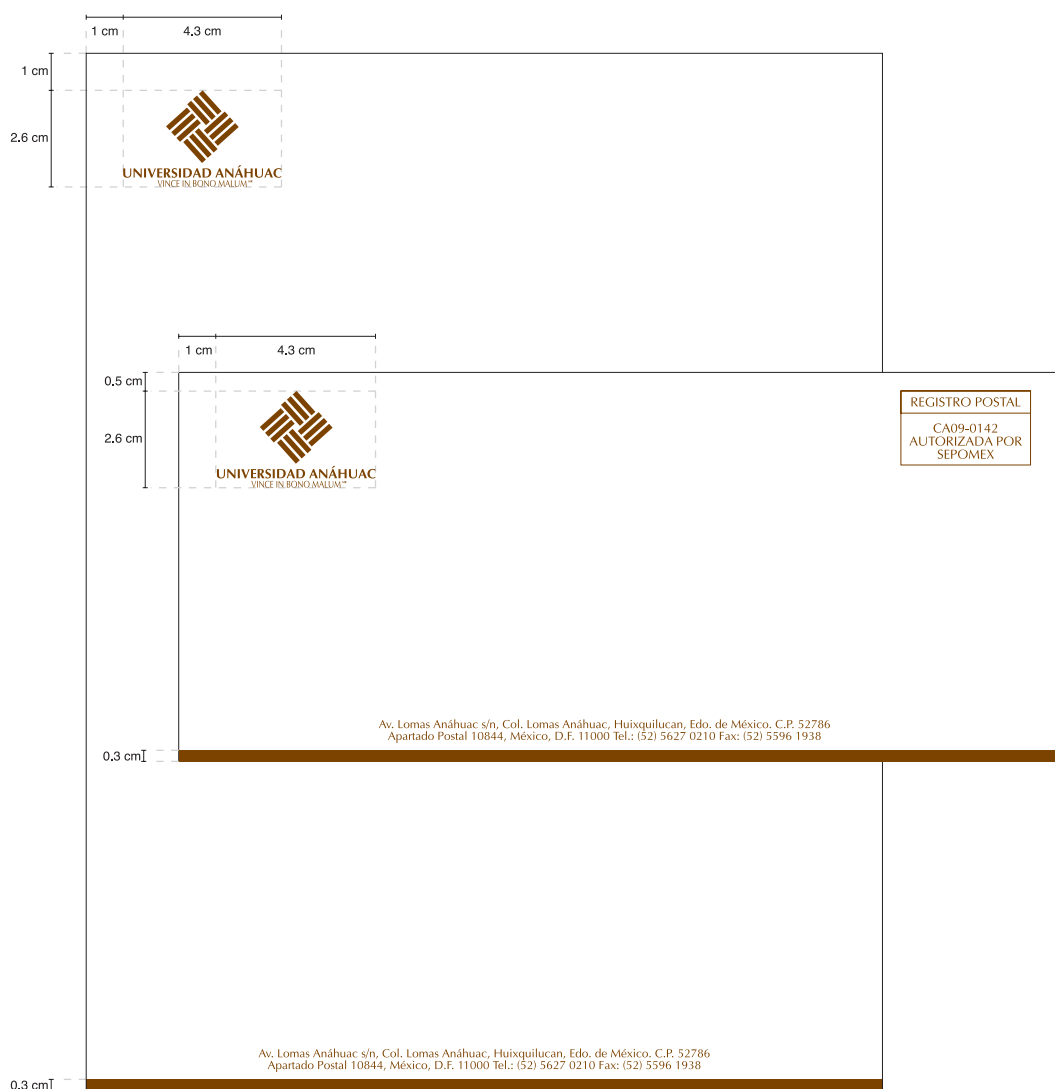 1 cm
4.3 cm
1 cm
2.6 cm
UNIVERSIDAD ANÁHUAC
VINCE IN BONO MALUM™
1 cm
4.3 cm
0.5 cm
2.6 cm
UNIVERSIDAD ANÁHUAC
VINCE IN BONO MALUM™
REGISTRO POSTAL
CA09-0142
AUTORIZADA POR
SEPOMEX
Av. Lomas Anáhuac s/n, Col. Lomas Anáhuac, Huixquilucan, Edo. de México. C.P. 52786
Apartado Postal 10844, México, D.F. 11000 Tel.: (52) 5627 0210 Fax: (52) 5596 1938
0.3 cm
Av. Lomas Anáhuac s/n, Col. Lomas Anáhuac, Huixquilucan, Edo. de México. C.P. 52786
Apartado Postal 10844, México, D.F. 11000 Tel.: (52) 5627 0210 Fax: (52) 5596 1938
0.3 cm